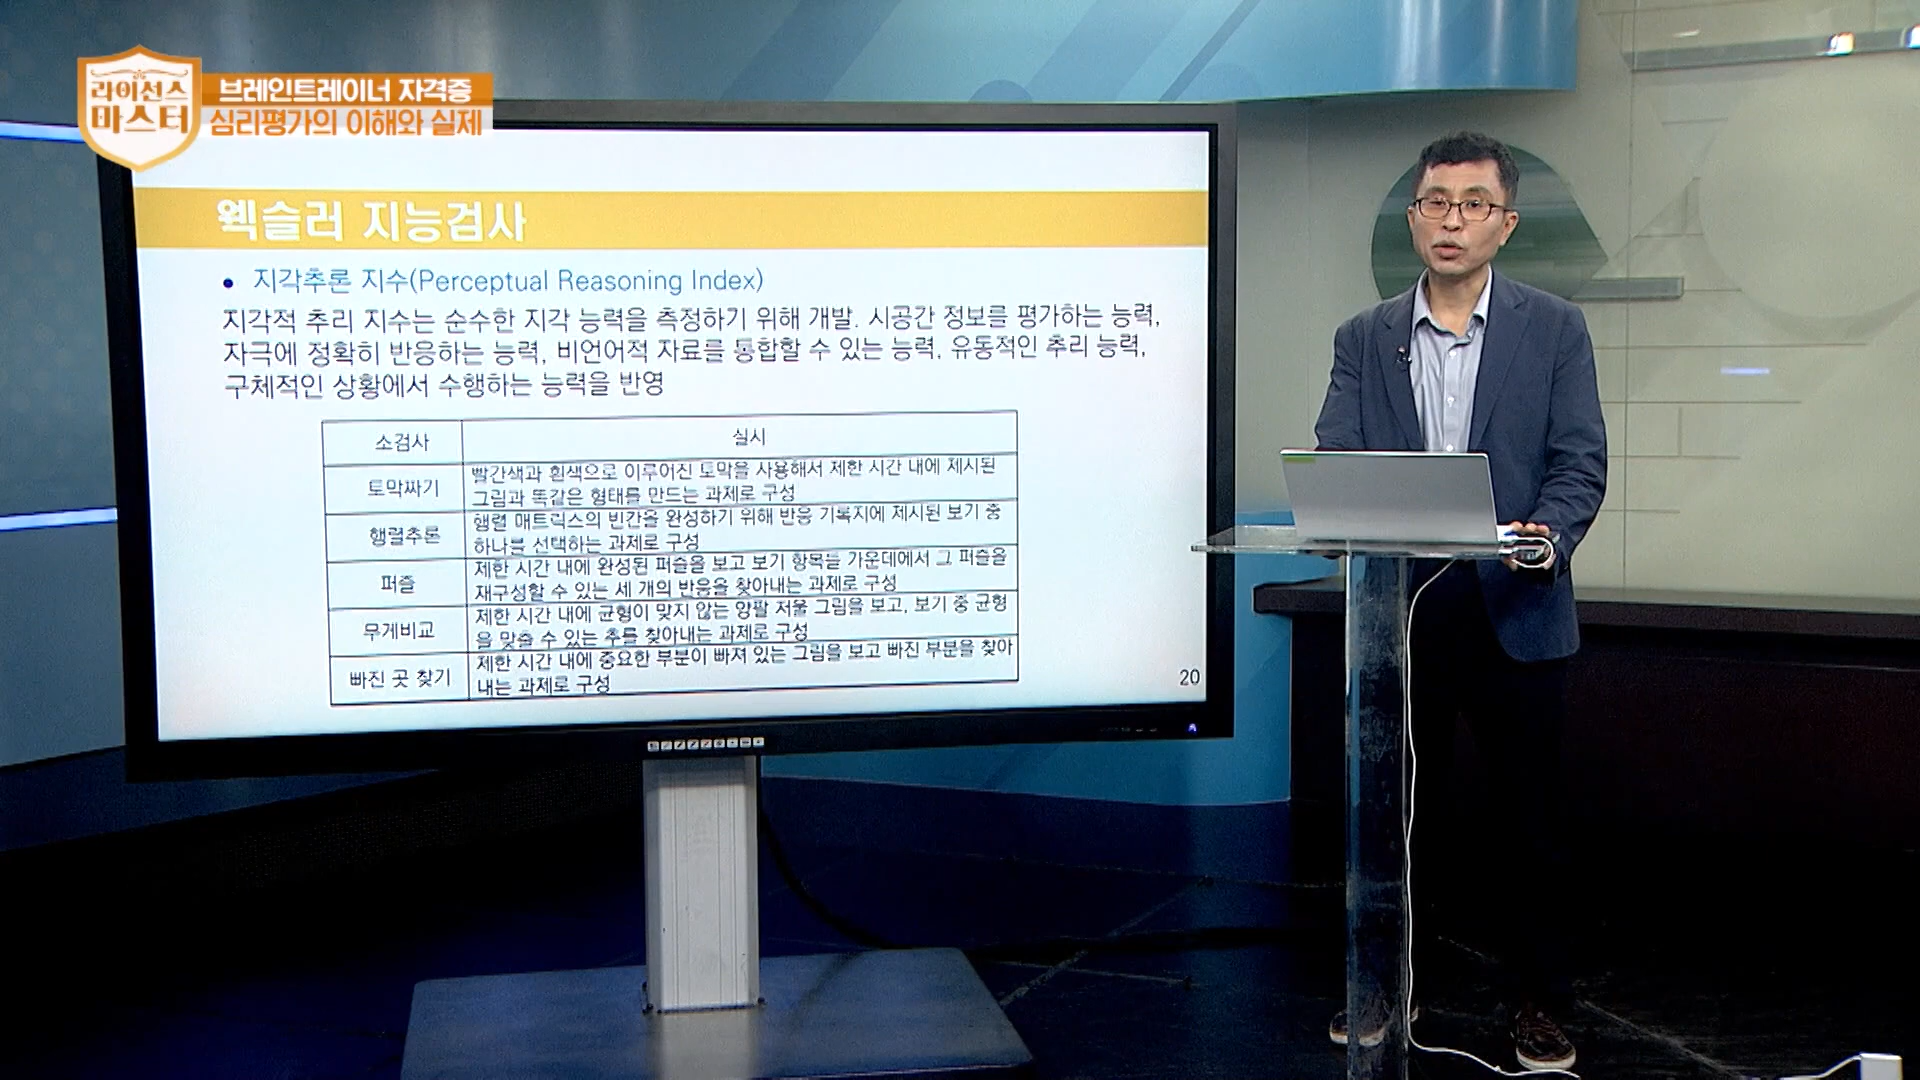 라이선스
마스터
브레인트레이너 자격증
심리평가의 이해와 실제
웩슬러 지능검사
• 지각추론 지수(Perceptual Reasoning Index)
지각적 추리 지수는 순수한 지각 능력을 측정하기 위해 개발. 시공간 정보를 평가하는 능력,
자극에 정확히 반응하는 능력, 비언어적 자료를 통합할 수 있는 능력, 유동적인 추리 능력,
구체적인 상황에서 수행하는 능력을 반영
소검사
실시
토막짜기
빨간색과 흰색으로 이루어진 토막을 사용해서 제한 시간 내에 제시된
그림과 똑같은 형태를 만드는 과제로 구성
행렬추론
행렬 매트릭스의 빈간을 완성하기 위해 반응 기록지에 제시된 보기 중
하나를 선택하는 과제로 구성
퍼즐
제한 시간 내에 완성된 퍼즐을 보고 보기 항목들 가운데에서 그 퍼즐을
재구성할 수 있는 세 개의 반응을 찾아내는 과제로 구성
무게비교
제한 시간 내에 균형이 맞지 않는 양팔 저울 그림을 보고, 보기 중 균형
을 맞출 수 있는 추를 찾아내는 과제로 구성
빠진 곳 찾기
제한 시간 내에 중요한 부분이 빠져 있는 그림을 보고 빠진 부분을 찾아
내는 과제로 구성
20